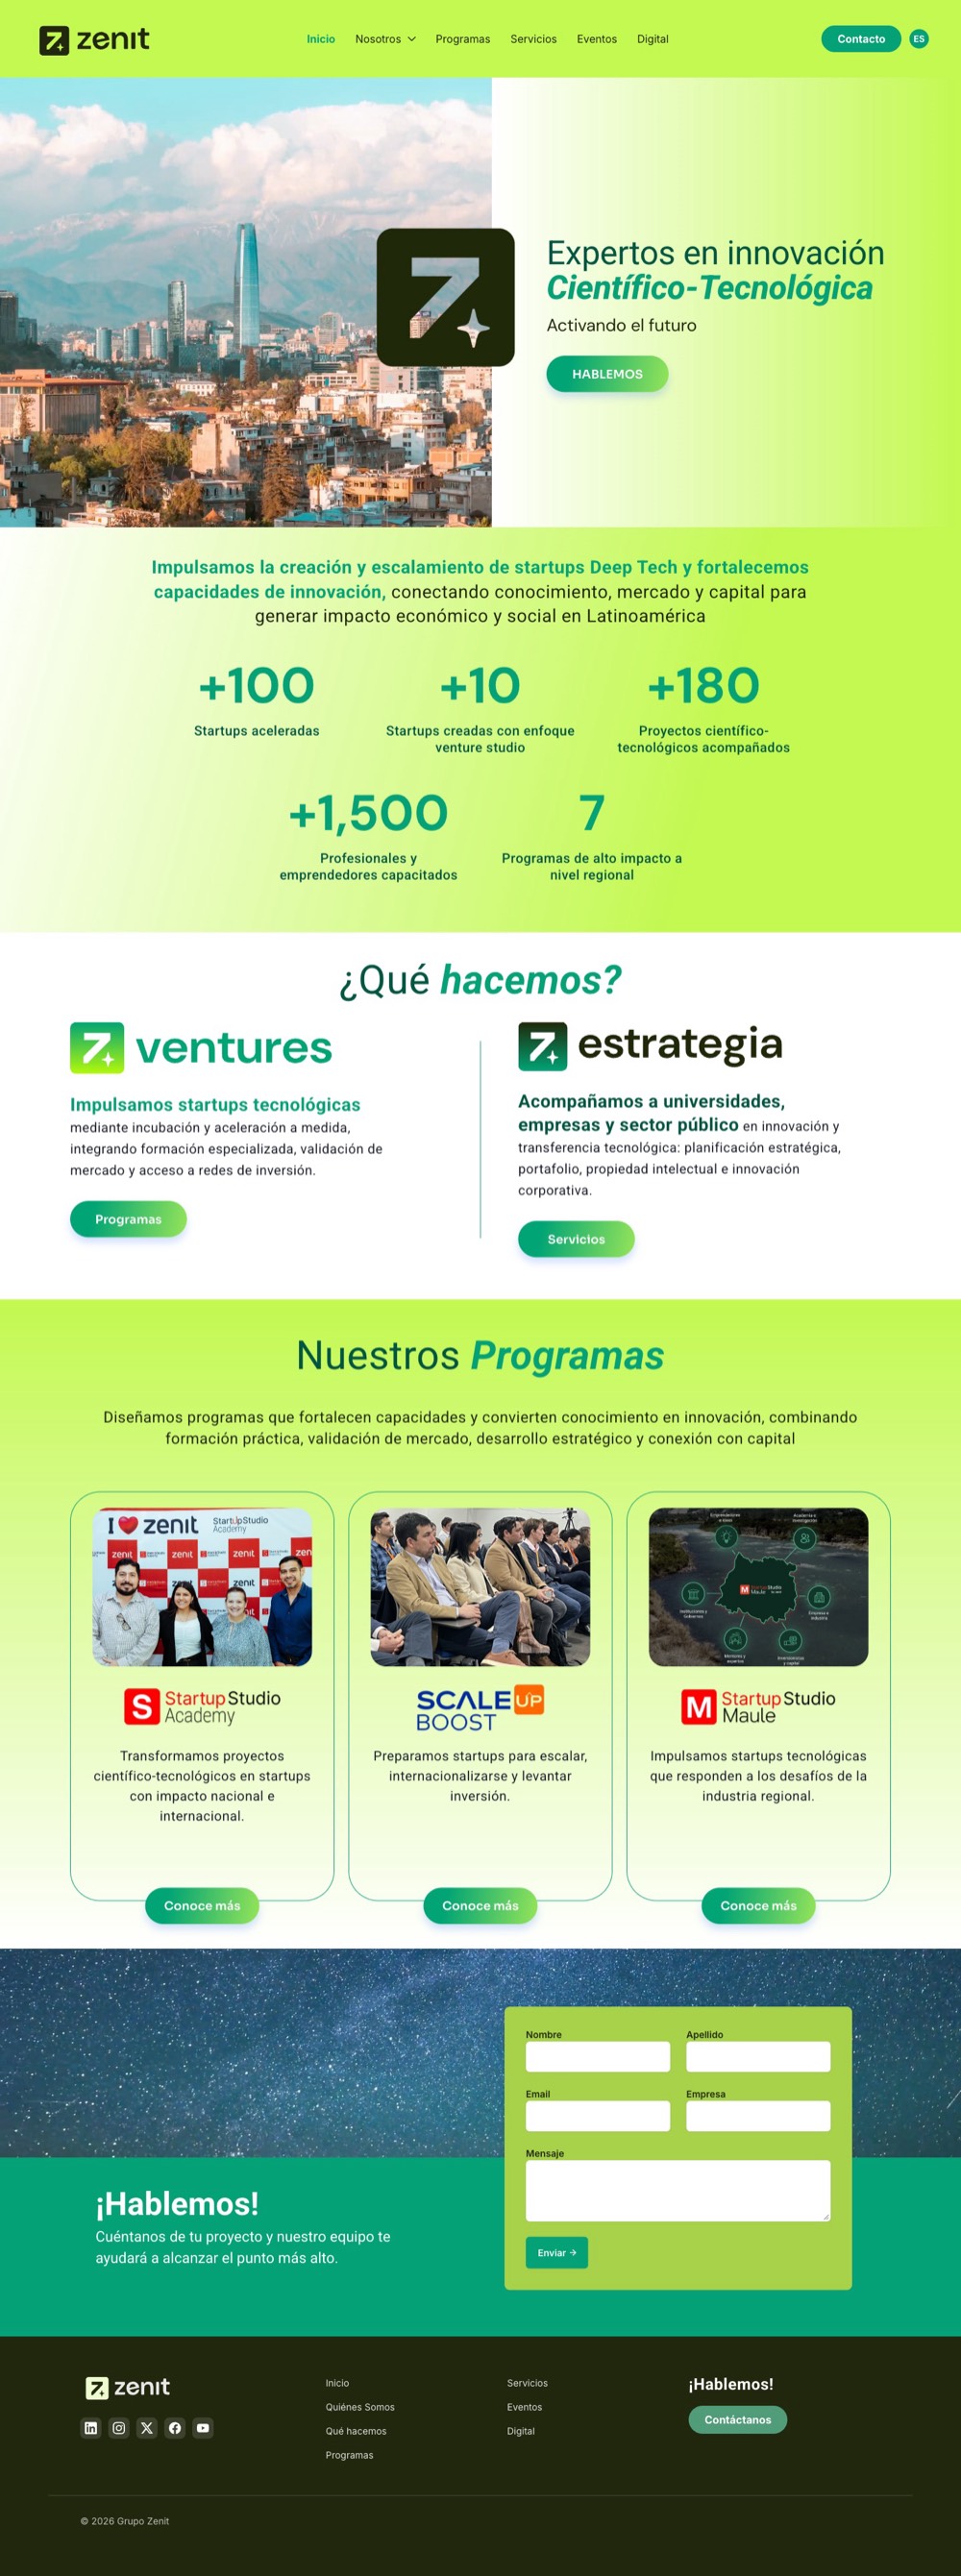 zenit
Inicio
Nosotros
Programas
Servicios
Eventos
Digital
Contacto
ES
Expertos en innovación
Científico-Tecnológica
Activando el futuro
HABLEMOS
Impulsamos la creación y escalamiento de startups Deep Tech y fortalecemos
capacidades de innovación, conectando conocimiento, mercado y capital para
generar impacto económico y social en Latinoamérica
+100
Startups aceleradas
+10
Startups creadas con enfoque
venture studio
+180
Proyectos científico-
tecnológicos acompañados
+1,500
Profesionales y
emprendedores capacitados
7
Programas de alto impacto a
nivel regional
¿Qué hacemos?
ventures
Impulsamos startups tecnológicas
mediante incubación y aceleración a medida,
integrando formación especializada, validación de
mercado y acceso a redes de inversión.
Programas
estrategia
Acompañamos a universidades,
empresas y sector público en innovación y
transferencia tecnológica: planificación estratégica,
portafolio, propiedad intelectual e innovación
corporativa.
Servicios
Nuestros Programas
Diseñamos programas que fortalecen capacidades y convierten conocimiento en innovación, combinando
formación práctica, validación de mercado, desarrollo estratégico y conexión con capital
I zenit StartupStudio
Academy
zenit
zenit
zenit
S StartupStudio
Academy
Transformamos proyectos
científico-tecnológicos en startups
con impacto nacional e
internacional.
Conoce más
SCALE UP
BOOST
Preparamos startups para escalar,
internacionalizarse y levantar
inversión.
Conoce más
M StartupStudio
Maule
Impulsamos startups tecnológicas
que responden a los desafíos de la
industria regional.
Conoce más
¡Hablemos!
Cuéntanos de tu proyecto y nuestro equipo te
ayudará a alcanzar el punto más alto.
Nombre
Apellido
Email
Empresa
Mensaje
Enviar →
zenit
Inicio
Quiénes Somos
Qué hacemos
Programas
Servicios
Eventos
Digital
¡Hablemos!
Contáctanos
© 2026 Grupo Zenit